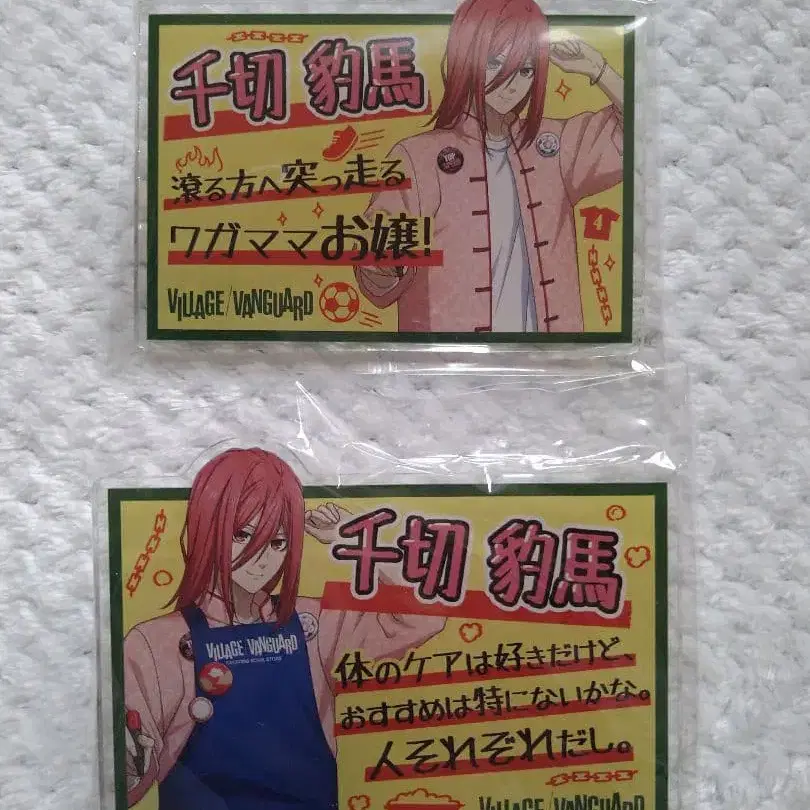 千切 豹馬
滾る方へ突っ走る
ワガママお嬢!
VILLAGE/VANGUARD
TOP
4
千切 豹馬
VILLAGE/VANGUARD
体のケアは好きだけど、
おすすめは特にないかな。
人それぞれだし。
VILLAGE/VANGUARD